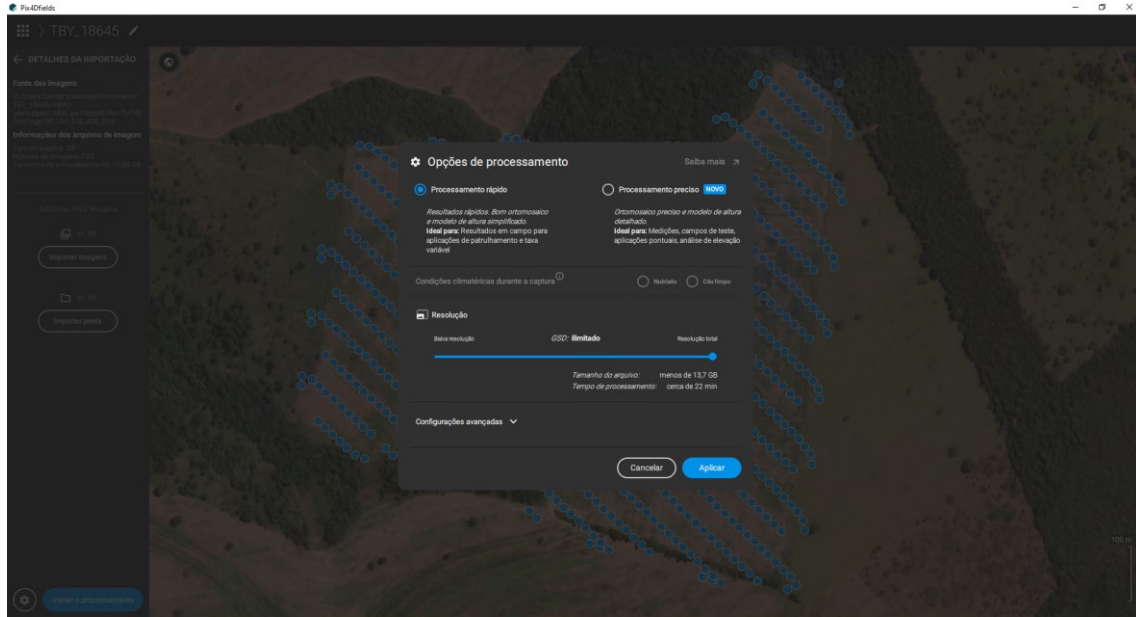 Pix4Dfields
TBY_18645
DETALHES DA IMPORTAÇÃO
Fonte das imagens
Informações dos arquivos de imagem
Adicionar mais imagens
Importar imagens
Importar pasta
Iniciar o processamento
Opções de processamento
Saiba mais
Processamento rápido
Resultados rápidos. Bom ortomosaico
e modelo de altura simplificado.
Ideal para: Resultados em campo para
aplicações de patrulhamento e taxa
variável
Processamento preciso NOVO
Ortomosaico preciso e modelo de altura
detalhado.
Ideal para: Medições, campos de teste,
aplicações pontuais, análise de elevação
Condições climatéricas durante a captura
Nublado
Céu limpo
Resolução
Baixa resolução
GSD: ilimitado
Resolução total
Tamanho do arquivo: menos de 13,7 GB
Tempo de processamento: cerca de 22 min
Configurações avançadas
Cancelar
Aplicar
100 m